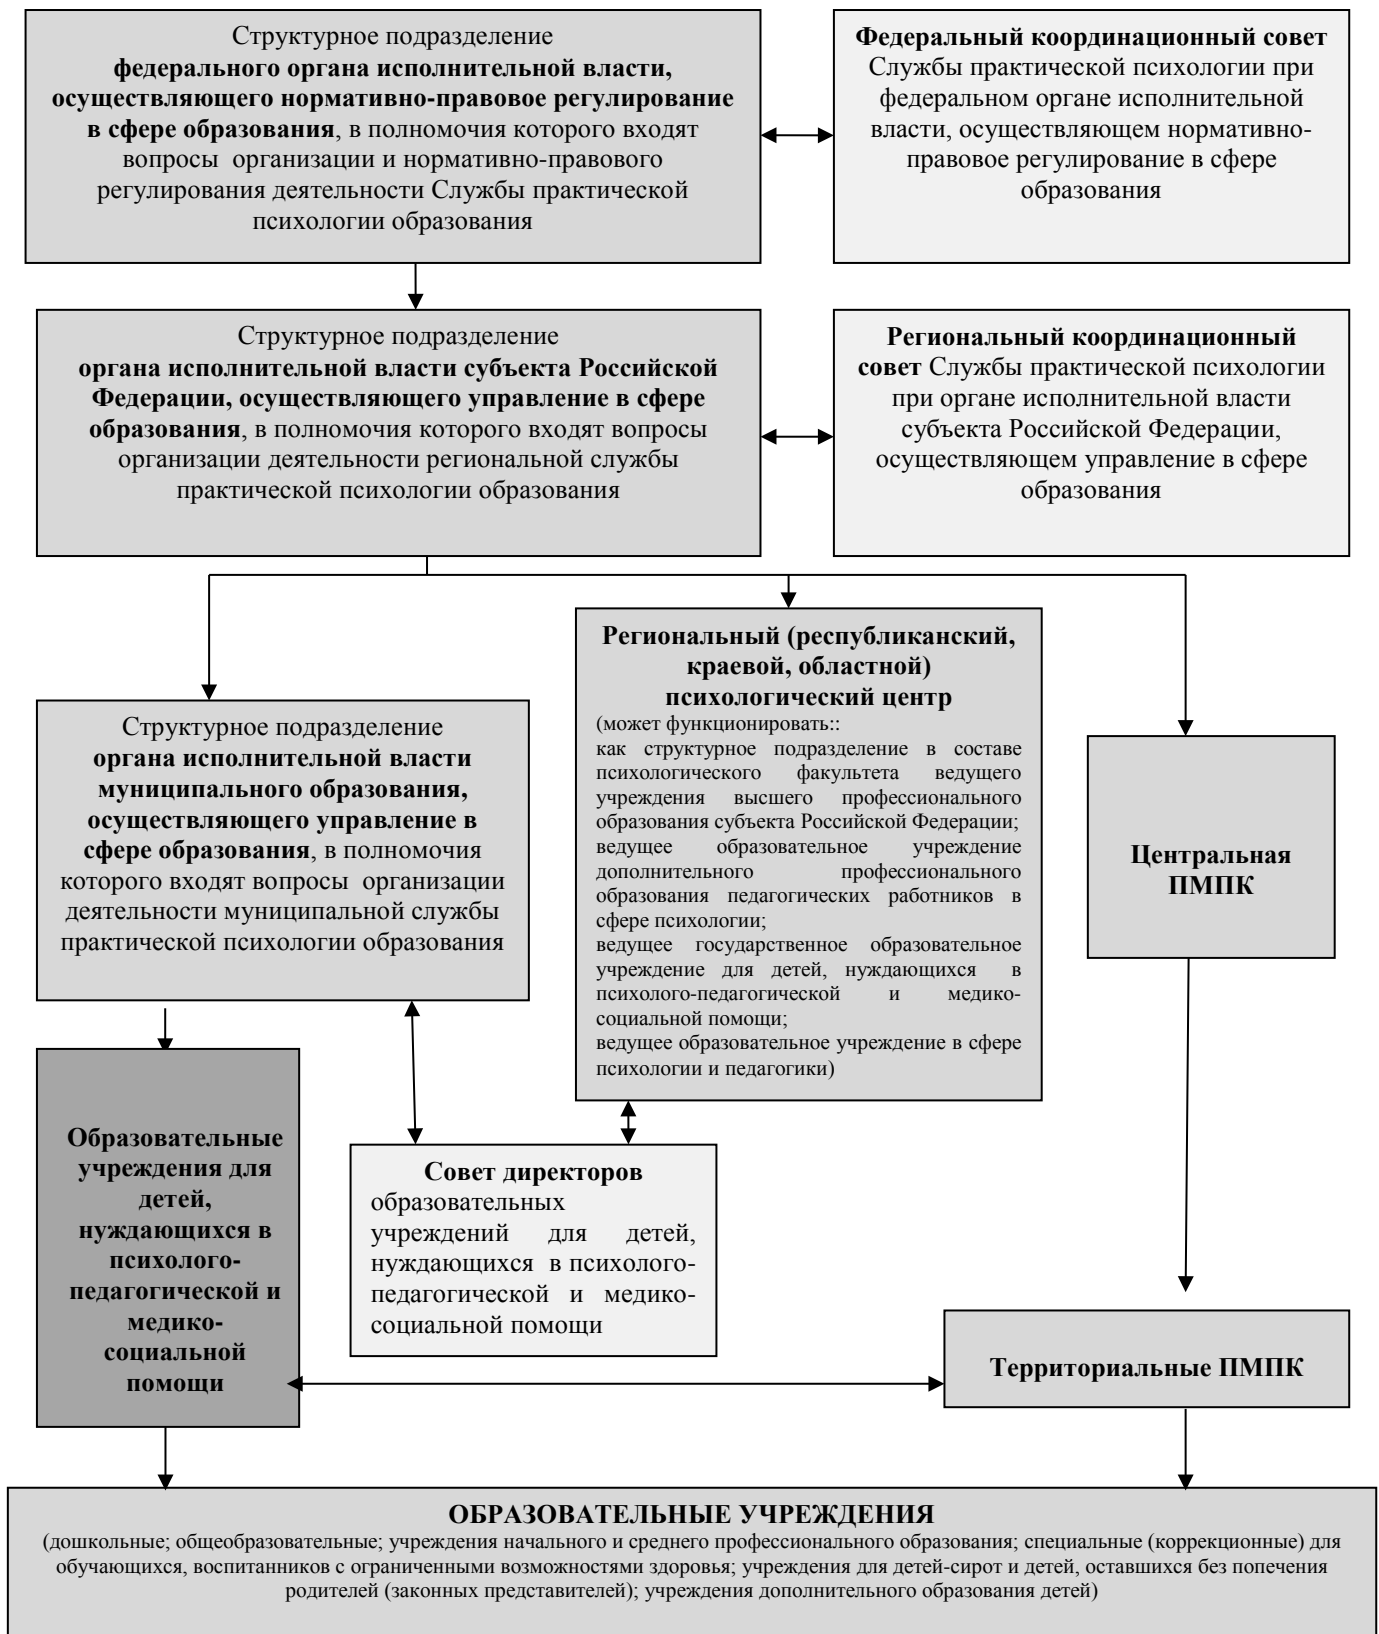 Структурное подразделение
федерального органа исполнительной власти,
осуществляющего нормативно-правовое регулирование
в сфере образования, в полномочия которого входят
вопросы организации и нормативно-правового
регулирования деятельности Службы практической
психологии образования
Федеральный координационный совет
Службы практической психологии при
федеральном органе исполнительной
власти, осуществляющем нормативно-
правовое регулирование в сфере
образования
Структурное подразделение
органа исполнительной власти субъекта Российской
Федерации, осуществляющего управление в сфере
образования, в полномочия которого входят вопросы
организации деятельности региональной службы
практической психологии образования
Региональный координационный
совет Службы практической психологии
при органе исполнительной власти
субъекта Российской Федерации,
осуществляющем управление в сфере
образования
Структурное подразделение
органа исполнительной власти
муниципального образования,
осуществляющего управление в
сфере образования, в полномочия
которого входят вопросы организации
деятельности муниципальной службы
практической психологии образования
Региональный (республиканский,
краевой, областной)
психологический центр
(может функционировать::
как структурное подразделение в составе
психологического факультета ведущего
учреждения высшего профессионального
образования субъекта Российской Федерации;
ведущее образовательное учреждение
дополнительного профессионального
образования педагогических работников в
сфере психологии;
ведущее государственное образовательное
учреждение для детей, нуждающихся в
психолого-педагогической и медико-
социальной помощи;
ведущее образовательное учреждение в сфере
психологии и педагогики)
Центральная
ПМПК
Образовательные
учреждения для
детей,
нуждающихся в
психолого-
педагогической и
медико-
социальной
помощи
Совет директоров
образовательных
учреждений для детей,
нуждающихся в психолого-
педагогической и медико-
социальной помощи
Территориальные ПМПК
ОБРАЗОВАТЕЛЬНЫЕ УЧРЕЖДЕНИЯ
(дошкольные; общеобразовательные; учреждения начального и среднего профессионального образования; специальные (коррекционные) для
обучающихся, воспитанников с ограниченными возможностями здоровья; учреждения для детей-сирот и детей, оставшихся без попечения
родителей (законных представителей); учреждения дополнительного образования детей)